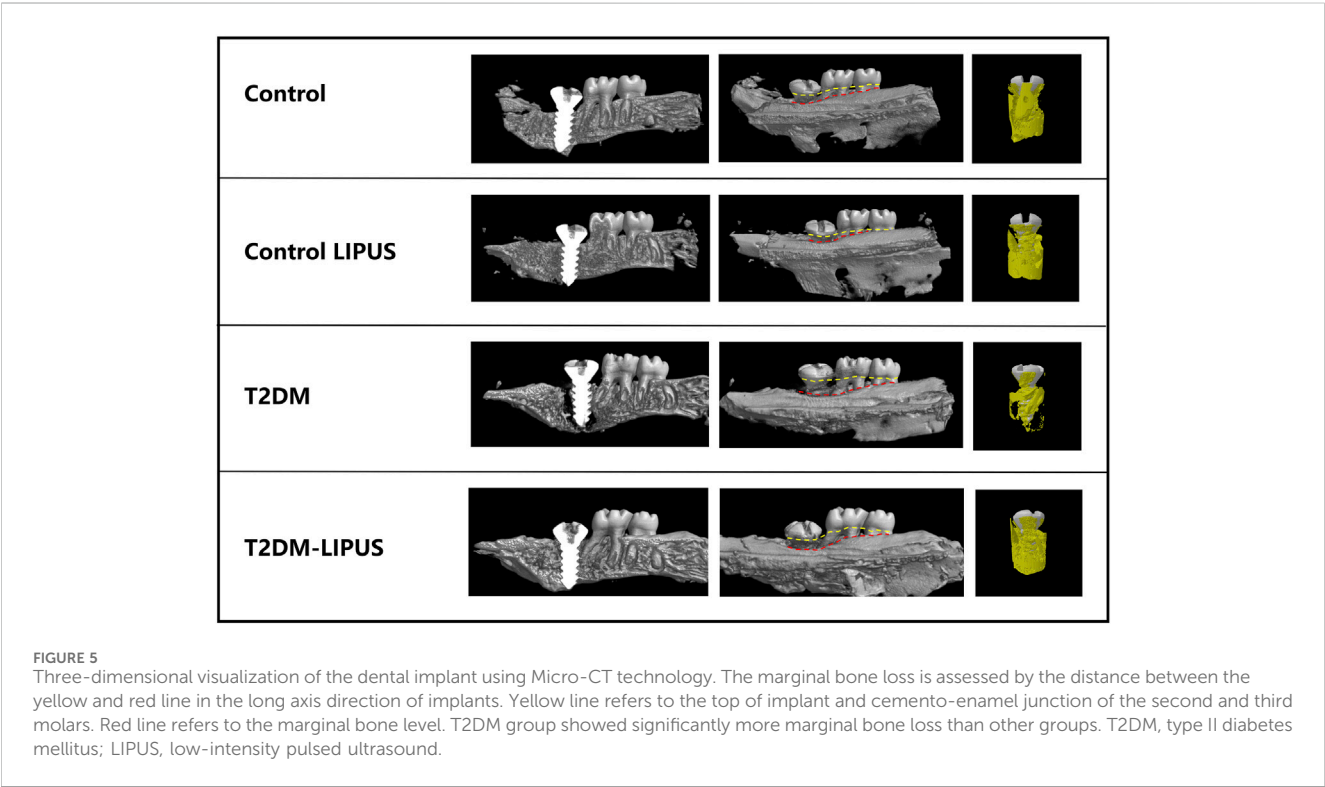 Control
Control LIPUS
T2DM
T2DM-LIPUS
FIGURE 5
Three-dimensional visualization of the dental implant using Micro-CT technology. The marginal bone loss is assessed by the distance between the
yellow and red line in the long axis direction of implants. Yellow line refers to the top of implant and cemento-enamel junction of the second and third
molars. Red line refers to the marginal bone level. T2DM group showed significantly more marginal bone loss than other groups. T2DM, type II diabetes
mellitus; LIPUS, low-intensity pulsed ultrasound.